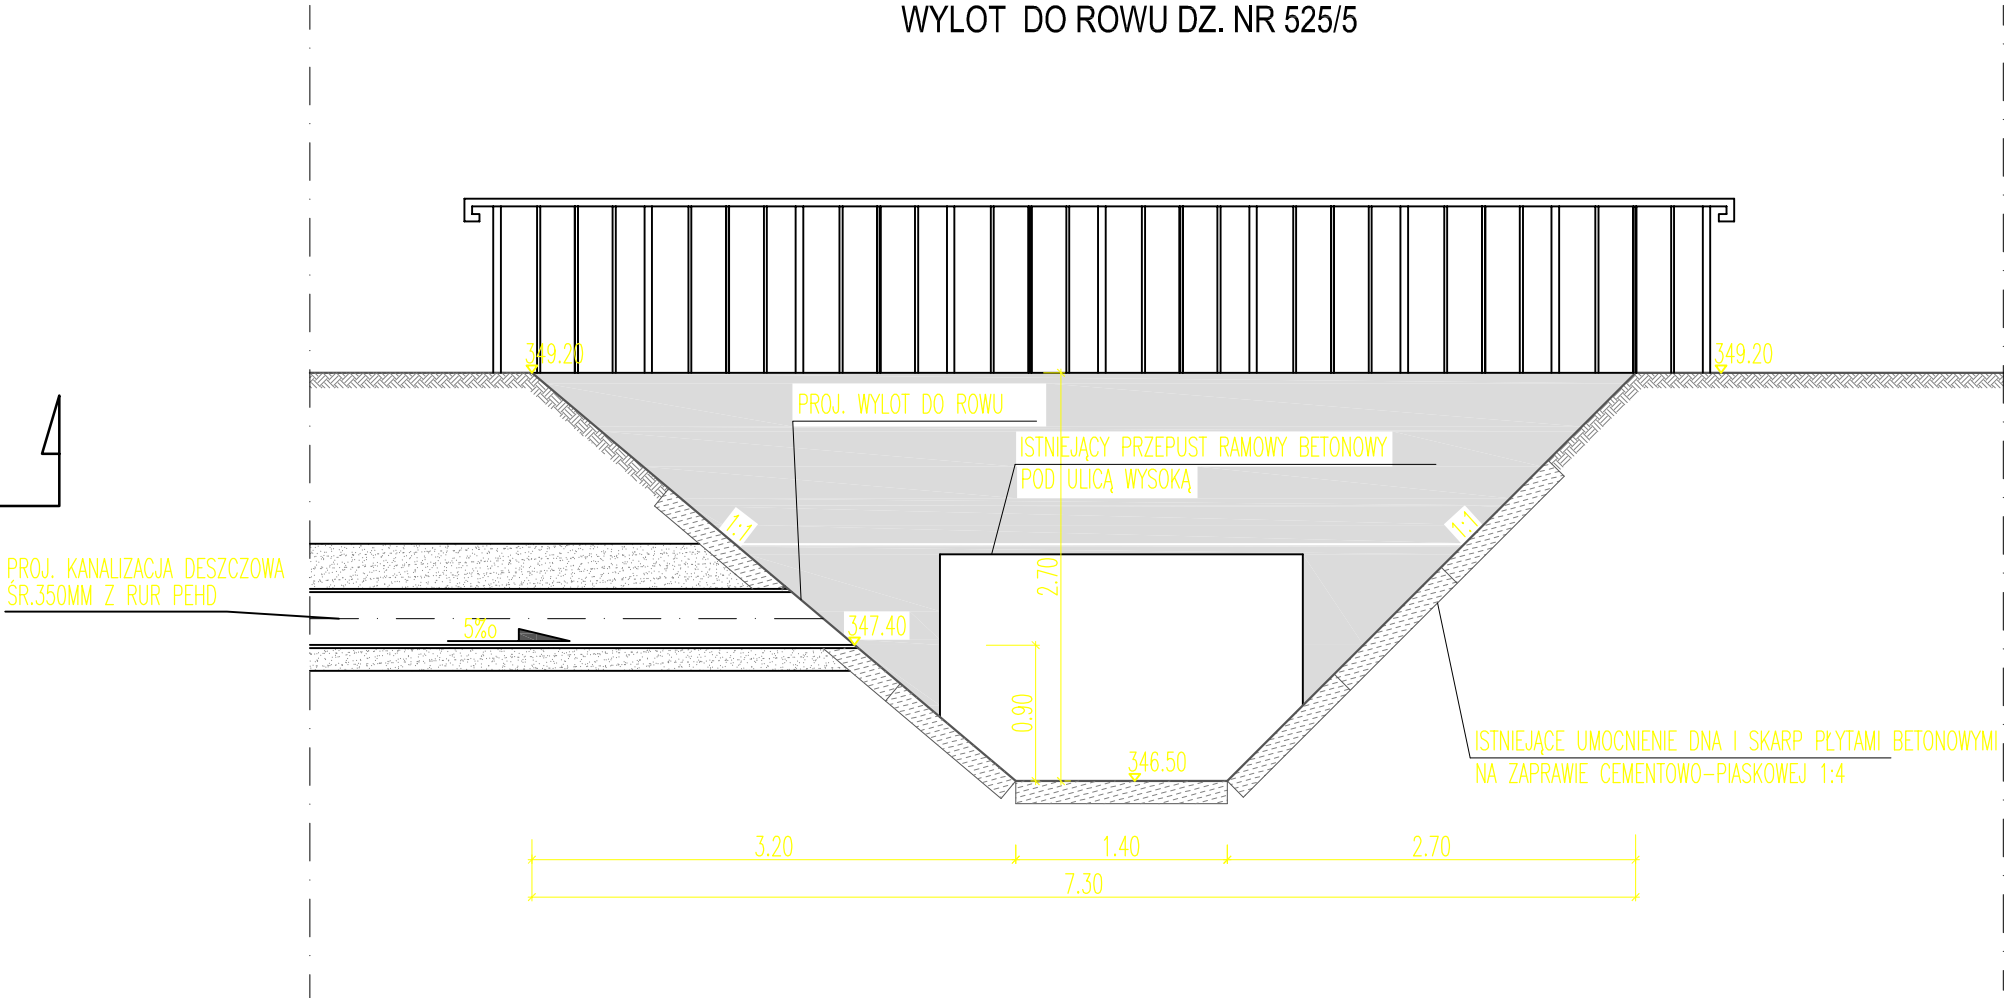 WYLOT DO ROWU DZ. NR 525/5
349.20
349.20
PROJ. WYLOT DO ROWU
ISTNIEJĄCY PRZEPUST RAMOWY BETONOWY
POD ULICĄ WYSOKĄ
1:1
1:1
PROJ. KANALIZACJA DESZCZOWA
ŚR.350MM Z RUR PEHD
2.70
5‰
347.40
0.90
346.50
ISTNIEJĄCE UMOCNIENIE DNA I SKARP PŁYTAMI BETONOWYMI
NA ZAPRAWIE CEMENTOWO-PIASKOWEJ 1:4
3.20
1.40
2.70
7.30